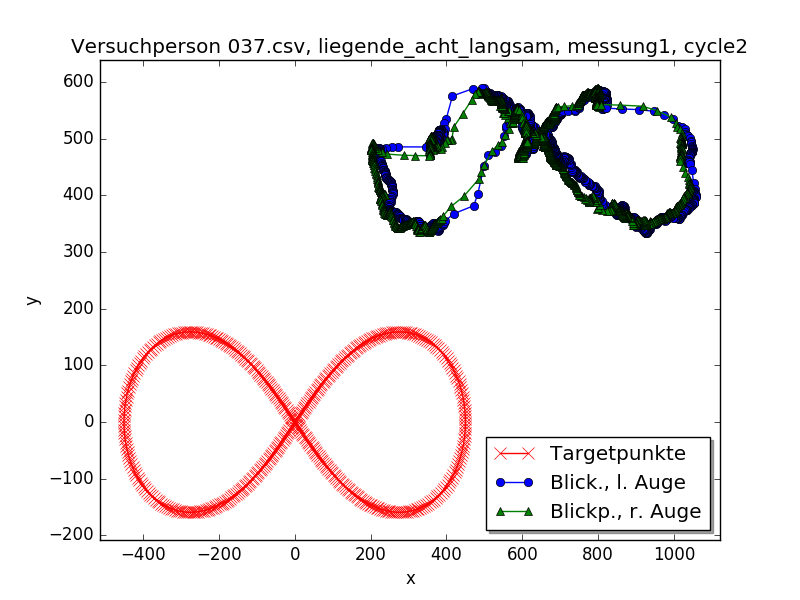 Versuchperson 037.csv, liegende_acht_langsam, messung1, cycle2
600
500
400
300
200
100
0
−100
−200
y
−400
−200
0
200
400
600
800
1000
x
Targetpunkte
Blick., l. Auge
Blickp., r. Auge